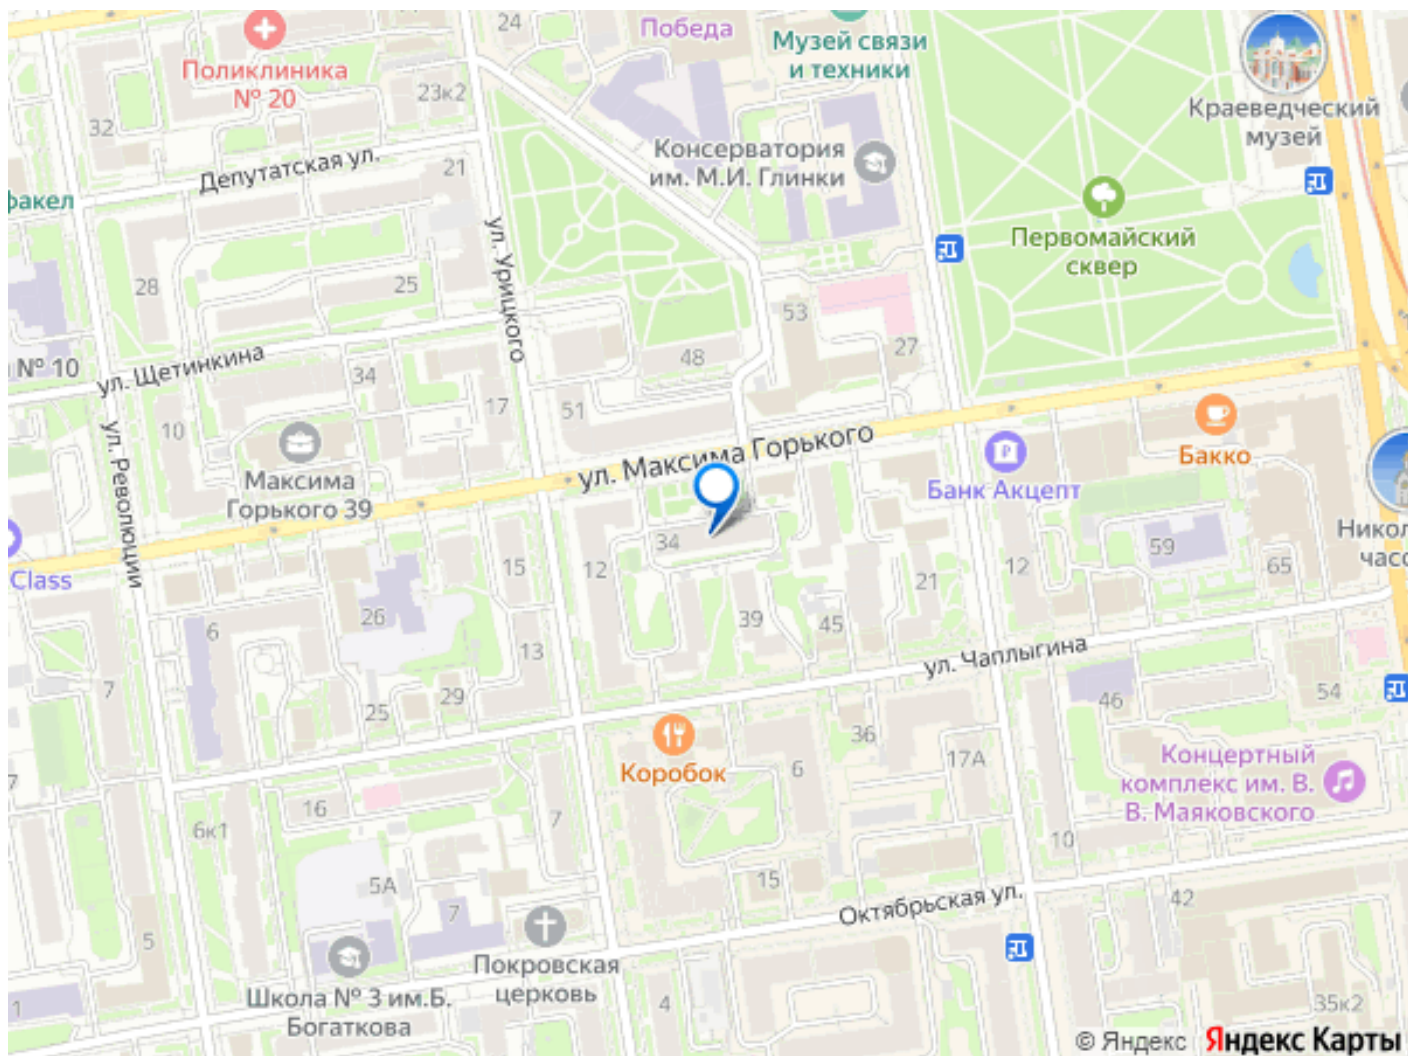 24
Победа
Музей связи
и техники
Поликлиника
№ 20
23к2
32
Краеведческий
музей
Консерватория
им. М.И. Глинки
Депутатская ул.
21
факел
ул. Урицкого
Первомайский
сквер
28
25
53
27
48
№ 10
ул. Щетинкина
34
17
51
10
ул. Революции
Максима
Горького 39
ул. Максима Горького
Банк Акцепт
Бакко
34
Class
15
12
59
12
65
21
26
6
39
45
13
ул. Чаплыгина
7
29
25
46
54
36
17А
Коробок
6
Концертный
комплекс им. В.
В. Маяковского
7
16
6к1
7
10
5А
15
Октябрьская ул.
42
7
5
Покровская
церковь
Школа № 3 им.Б.
Богаткова
1
4
35к2
© Яндекс
Яндекс Карты